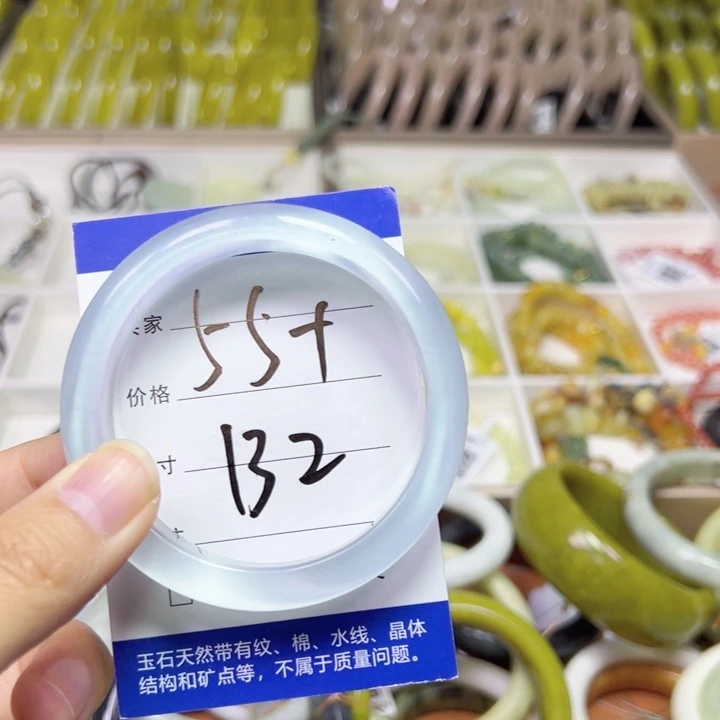 家 55+
价格
寸 132
玉石天然带有纹、棉、水线、晶体
结构和矿点等，不属于质量问题。